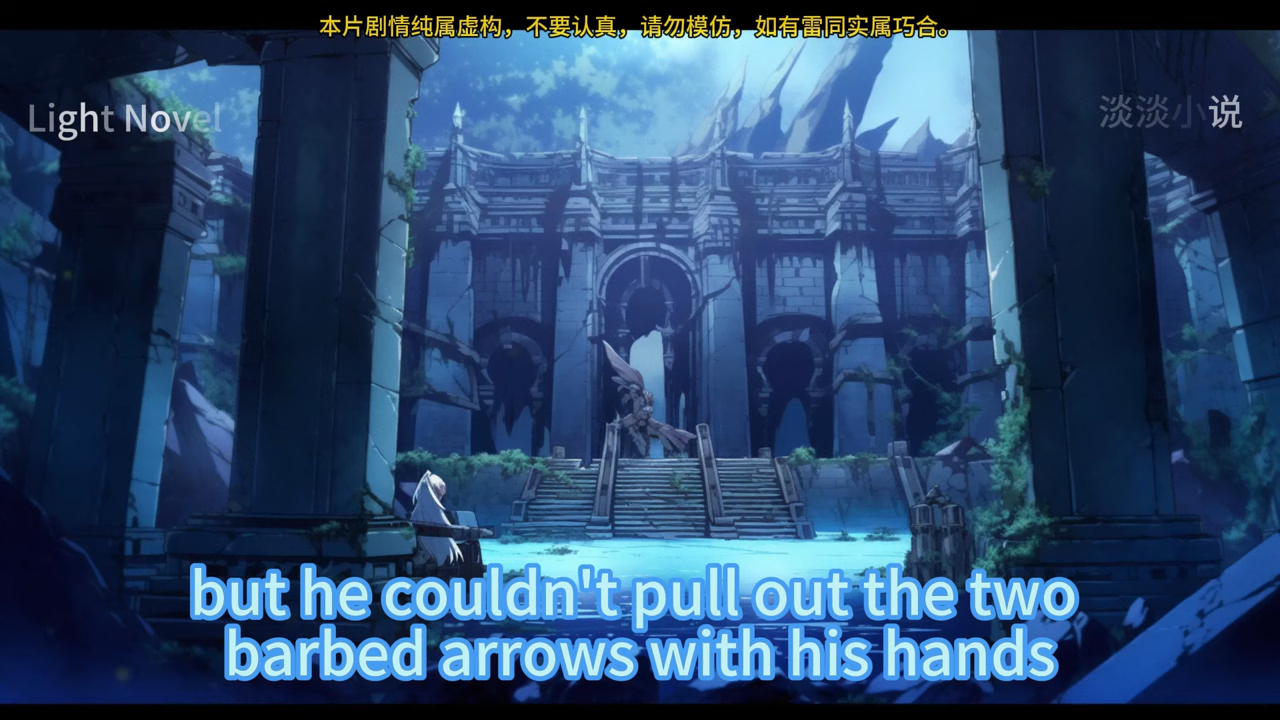 本片剧情纯属虚构，不要认真，请勿模仿，如有雷同实属巧合。
Light Novel
淡淡小说
but he couldn't pull out the two
barbed arrows with his hands